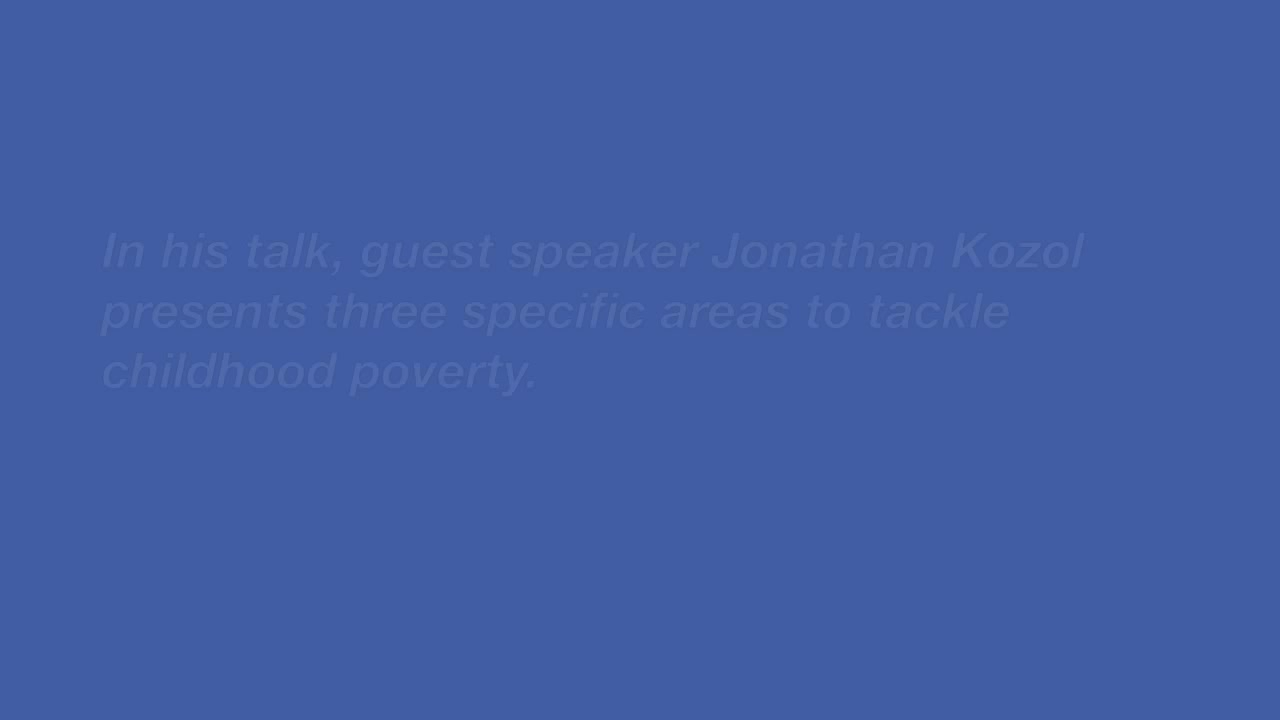 In his talk, guest speaker Jonathan Kozol
presents three specific areas to tackle
childhood poverty.